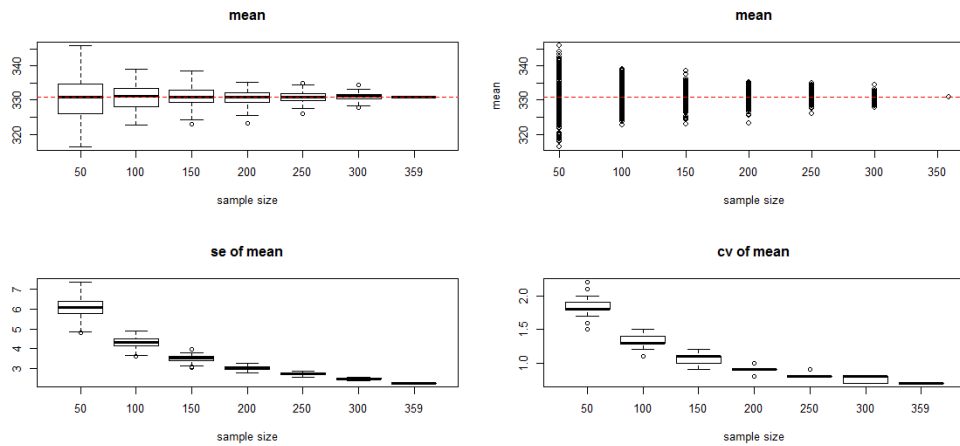 mean
340
330
320
50 100 150 200 250 300 359
sample size
mean
mean
340
330
320
50 100 150 200 250 300 350
sample size
se of mean
7
6
5
4
3
50 100 150 200 250 300 359
sample size
cv of mean
2.0
1.5
1.0
50 100 150 200 250 300 359
sample size